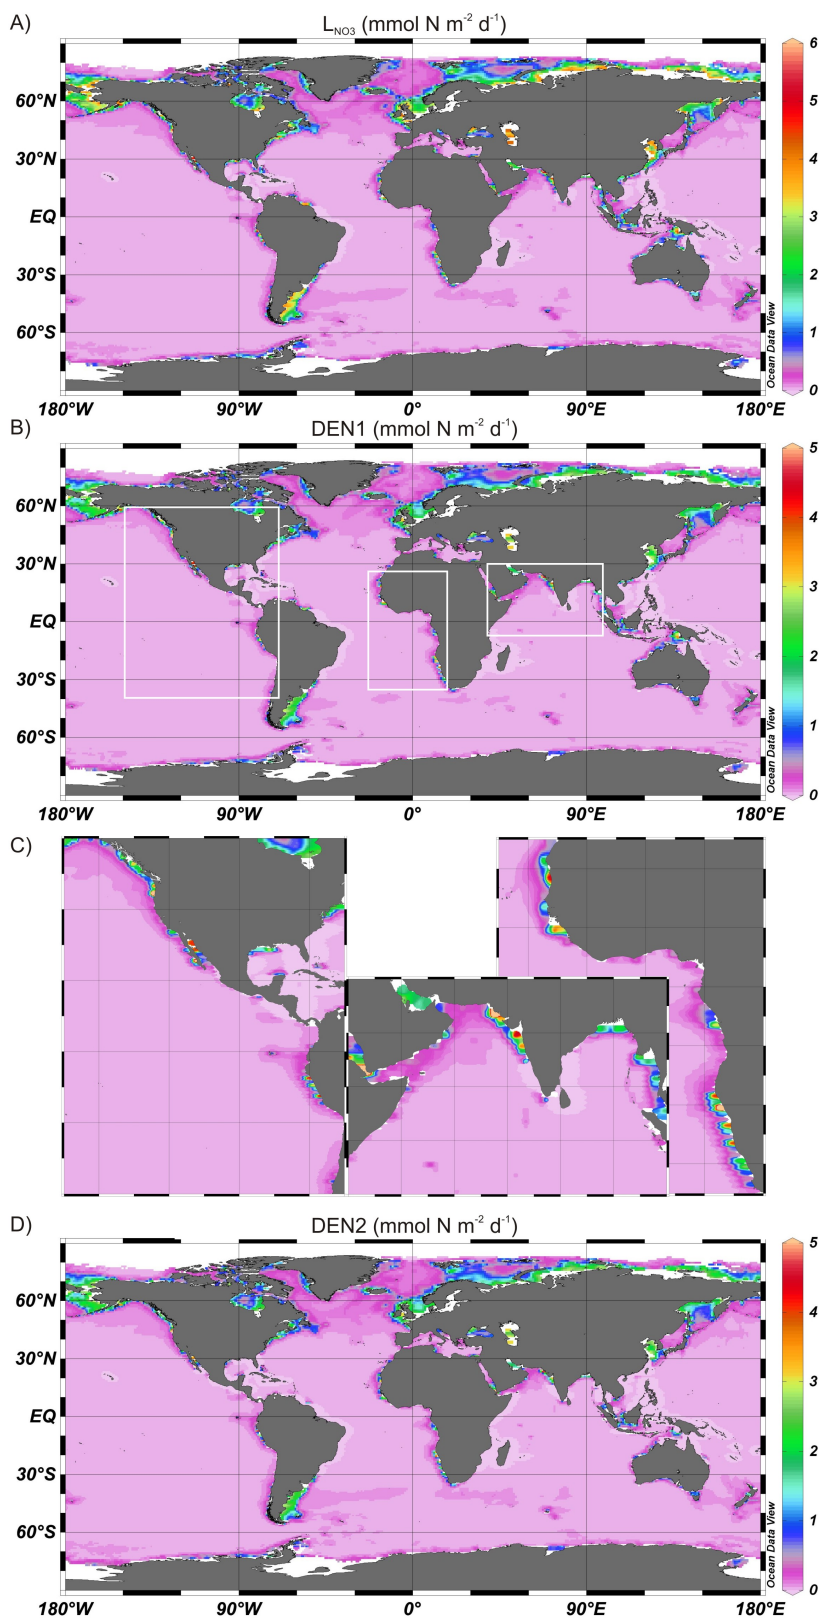 A) L_NO3 (mmol N m⁻² d⁻¹)
6
60°N
5
30°N
4
EQ
3
30°S
2
60°S
1
Ocean Data View
0
180°W 90°W 0° 90°E 180°E
B) DEN1 (mmol N m⁻² d⁻¹)
5
60°N
4
30°N
3
EQ
30°S
2
60°S
1
Ocean Data View
0
180°W 90°W 0° 90°E 180°E
C)
D) DEN2 (mmol N m⁻² d⁻¹)
5
60°N
4
30°N
3
EQ
30°S
2
60°S
1
Ocean Data View
0
180°W 90°W 0° 90°E 180°E